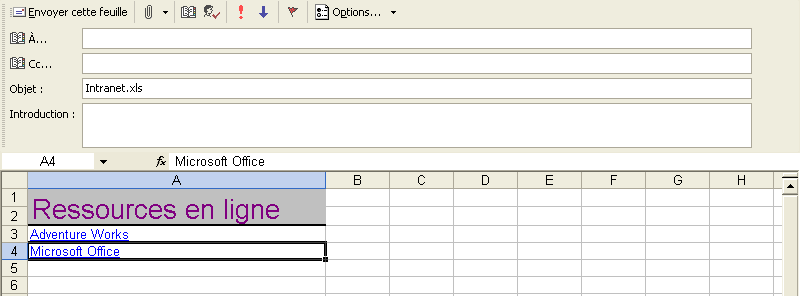 Envoyer cette feuille Options...
À...
Cc...
Objet : Intranet.xls
Introduction :
A4 fx Microsoft Office
A B C D E F G H
1
Ressources en ligne
2
3 Adventure Works
4 Microsoft Office
5
6